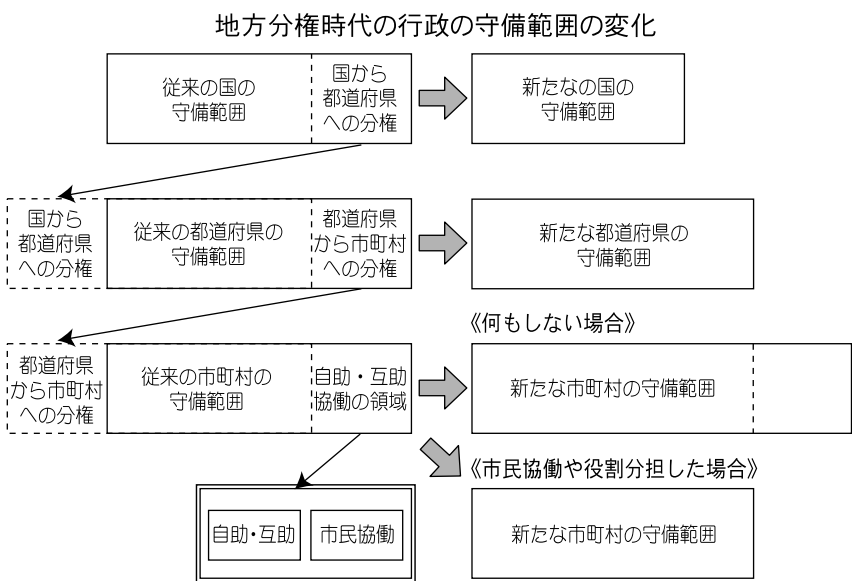 地方分権時代の行政の守備範囲の変化
従来の国の
守備範囲
国から
都道府県
への分権
新たなの国の
守備範囲
国から
都道府県
への分権
従来の都道府県の
守備範囲
都道府県
から市町村
への分権
新たな都道府県の
守備範囲
《何もしない場合》
都道府県
から市町村
への分権
従来の市町村の
守備範囲
自助・互助
協働の領域
新たな市町村の守備範囲
《市民協働や役割分担した場合》
自助・互助
市民協働
新たな市町村の守備範囲